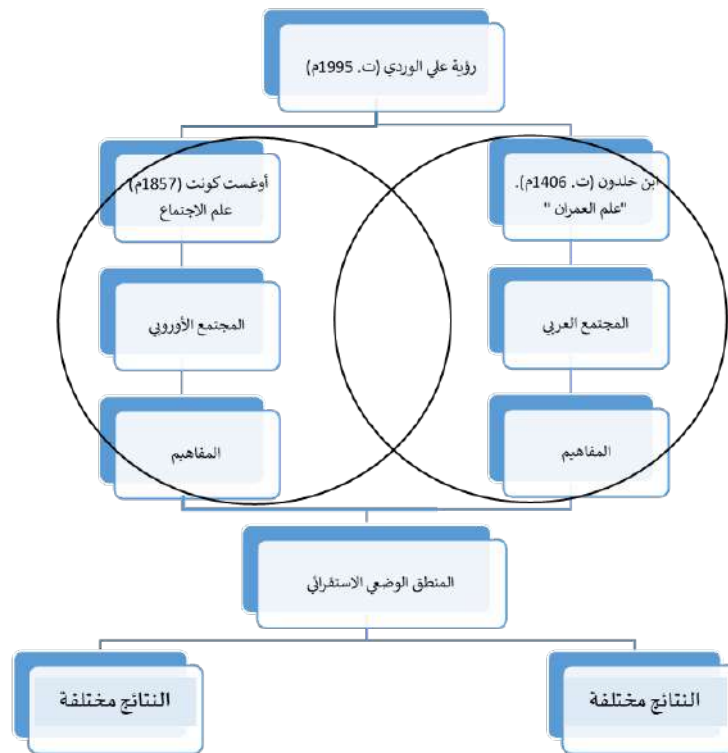 رؤية علي الوردي (ت. 1995م)
ابن خلدون (ت. 1406م).
"علم العمران "
أوغست كونت (1857م)
علم الاجتماع
المجتمع العربي
المجتمع الأوروبي
المفاهيم
المفاهيم
المنطق الوضعي الاستقرائي
النتائج مختلفة
النتائج مختلفة